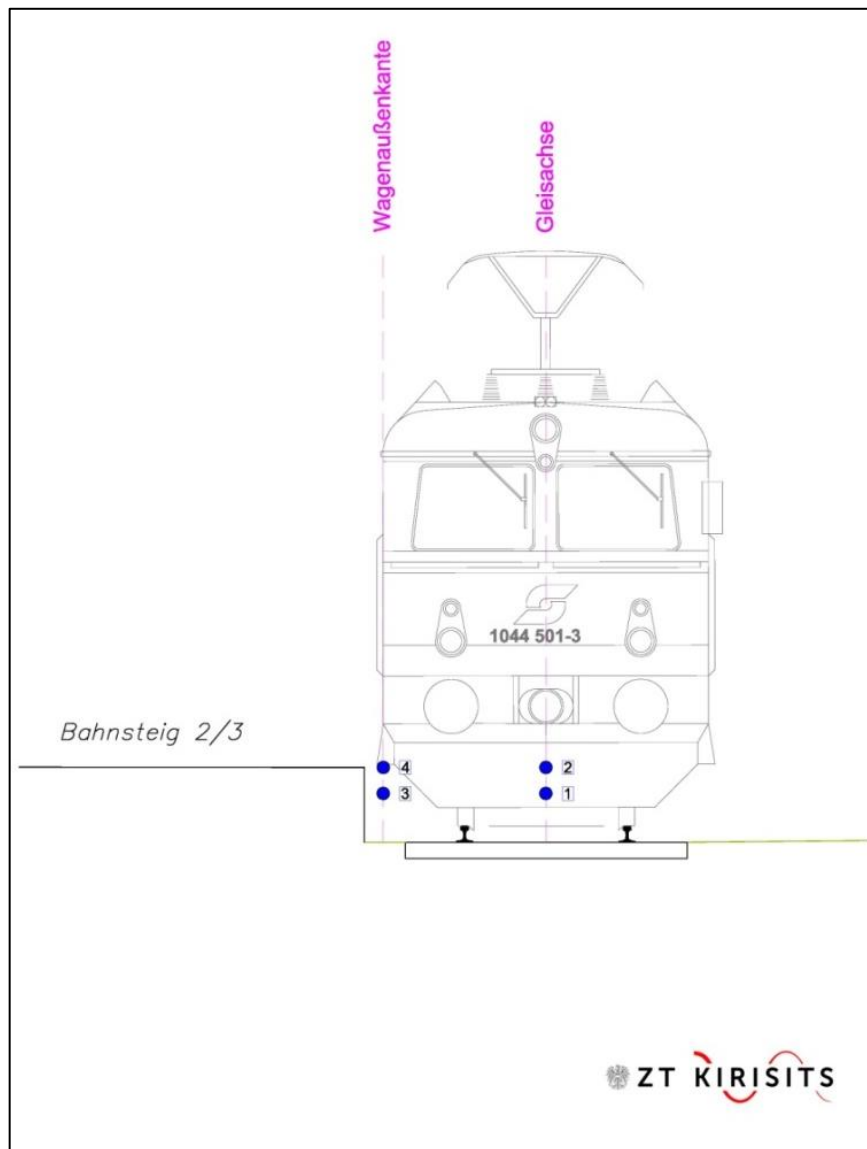 Wagenaußenkante
Gleisachse
1044 501-3
Bahnsteig 2/3
4
2
3
1
ZT KIRISITS